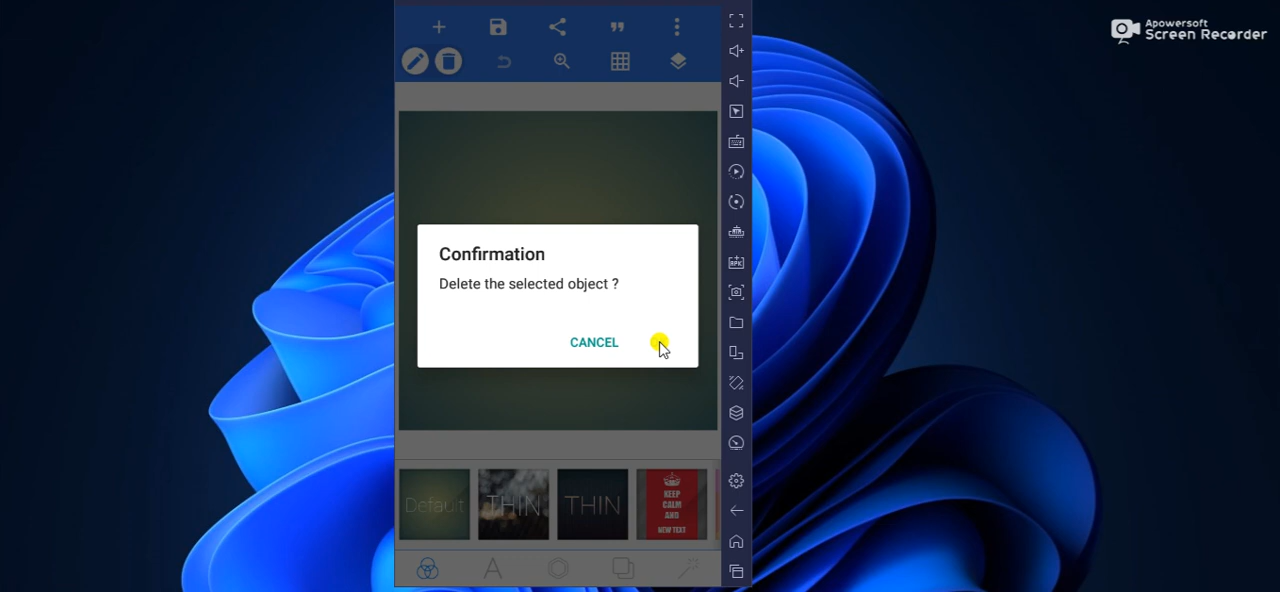 Apowersoft
Screen Recorder
Confirmation
Delete the selected object ?
CANCEL
Default
THIN
THIN
KEEP
CALM
AND
NEW TEXT